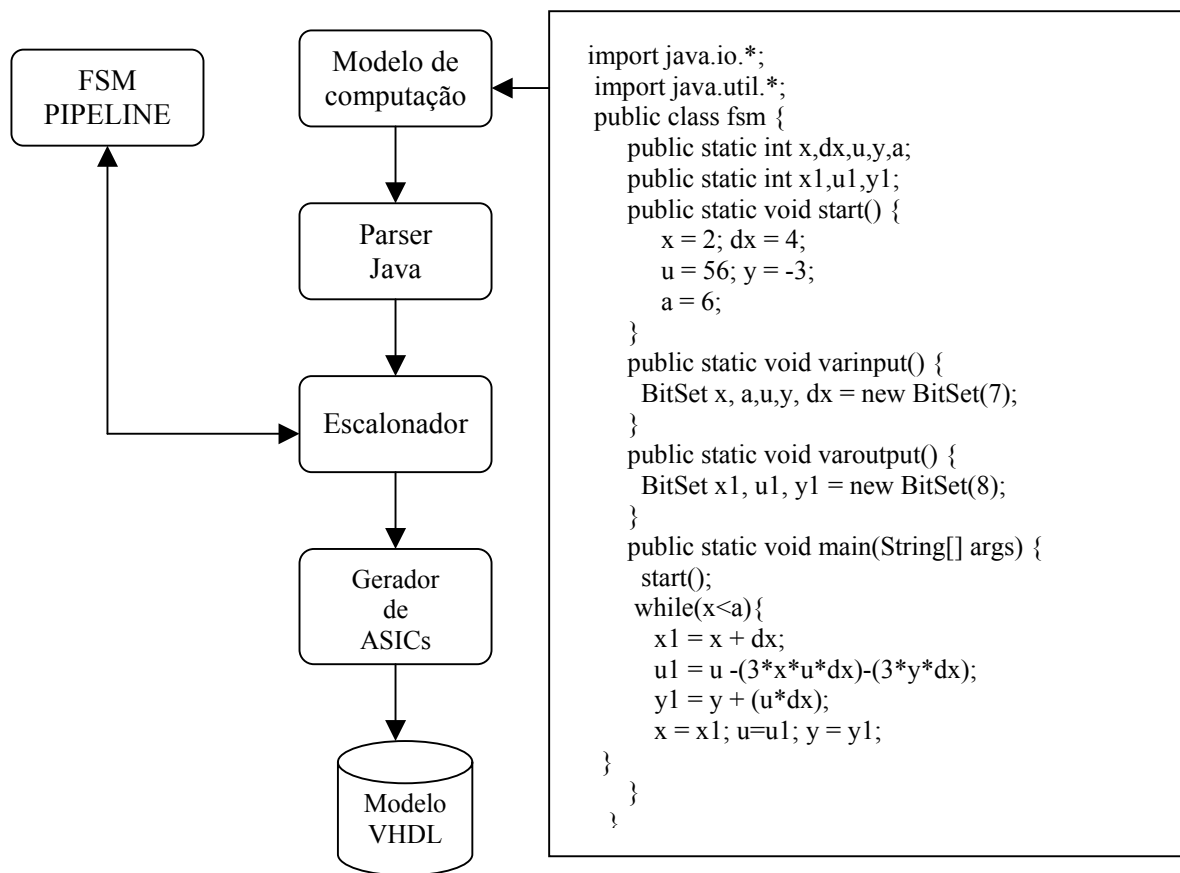 FSM
PIPELINE
Modelo de
computação
Parser
Java
Escalonador
Gerador
de
ASICs
Modelo
VHDL
import java.io.*;
import java.util.*;
public class fsm {
public static int x,dx,u,y,a;
public static int x1,u1,y1;
public static void start() {
x = 2; dx = 4;
u = 56; y = -3;
a = 6;
}
public static void varinput() {
BitSet x, a,u,y, dx = new BitSet(7);
}
public static void varoutput() {
BitSet x1, u1, y1 = new BitSet(8);
}
public static void main(String[] args) {
start();
while(x<a){
x1 = x + dx;
u1 = u -(3*x*u*dx)-(3*y*dx);
y1 = y + (u*dx);
x = x1; u=u1; y = y1;
}
}
}